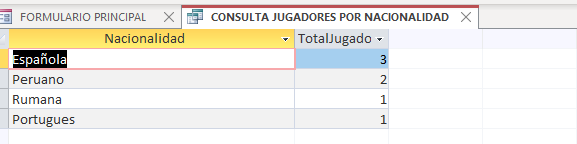 FORMULARIO PRINCIPAL
CONSULTA JUGADORES POR NACIONALIDAD
Nacionalidad TotalJugado
Española 3
Peruano 2
Rumana 1
Portugues 1